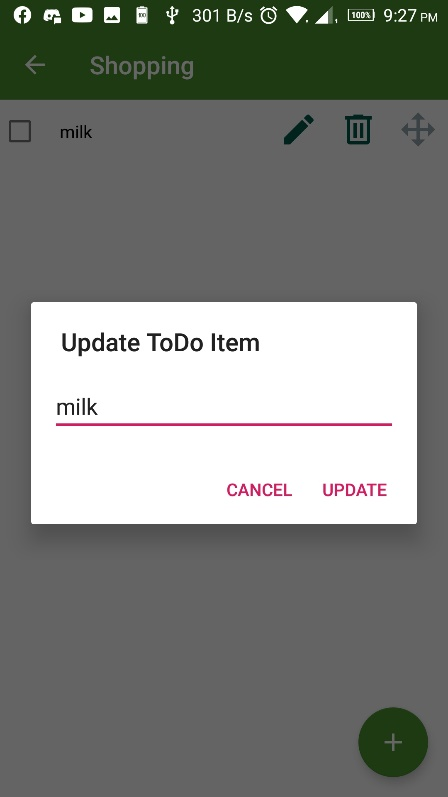 301 B/s 100% 9:27 PM
Shopping
milk
Update ToDo Item
milk
CANCEL UPDATE